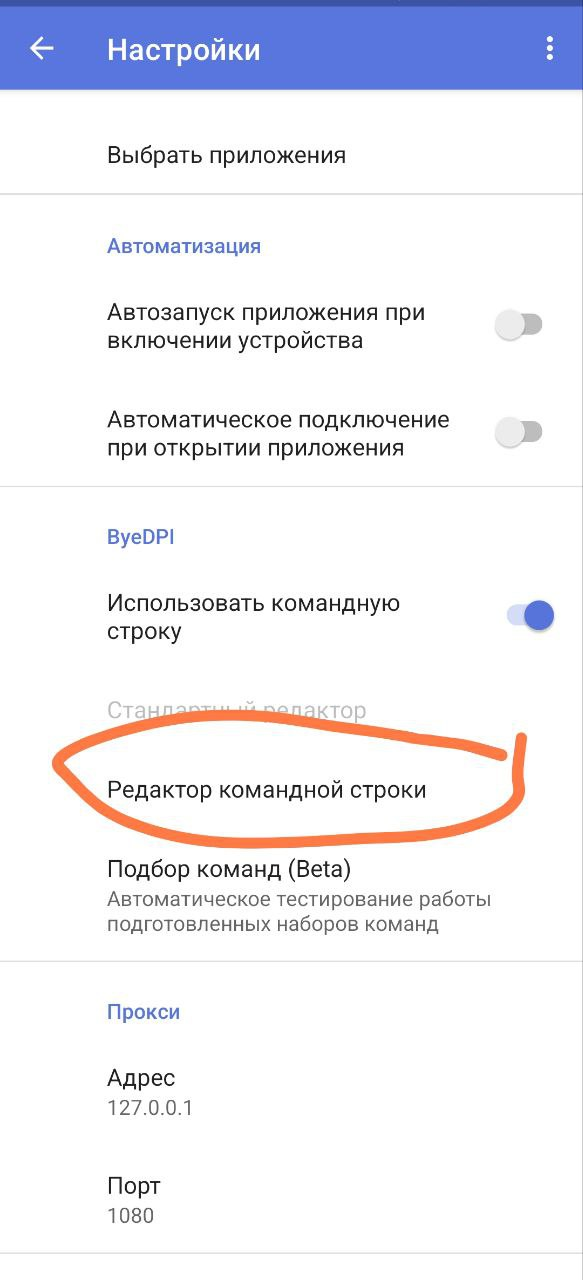 Настройки
Выбрать приложения
Автоматизация
Автозапуск приложения при
включении устройства
Автоматическое подключение
при открытии приложения
ByeDPI
Использовать командную
строку
Стандартный редактор
Редактор командной строки
Подбор команд (Beta)
Автоматическое тестирование работы
подготовленных наборов команд
Прокси
Адрес
127.0.0.1
Порт
1080